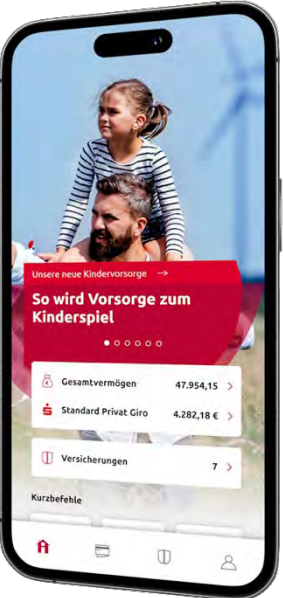 Unsere neue Kindervorsorge →
So wird Vorsorge zum
Kinderspiel
Gesamtvermögen 47.954,15
Standard Privat Giro 4.282,18 €
Versicherungen 7
Kurzbefehle